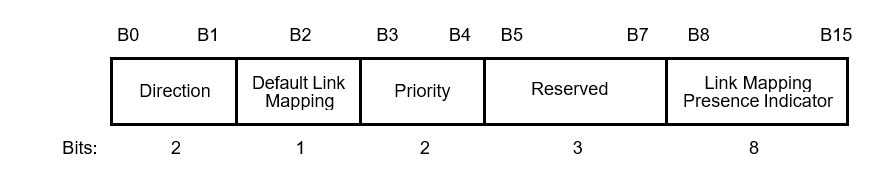 B0 B1 B2 B3 B4 B5 B7 B8 B15
Direction
Default Link
Mapping
Priority
Reserved
Link Mapping
Presence Indicator
Bits: 2 1 2 3 8